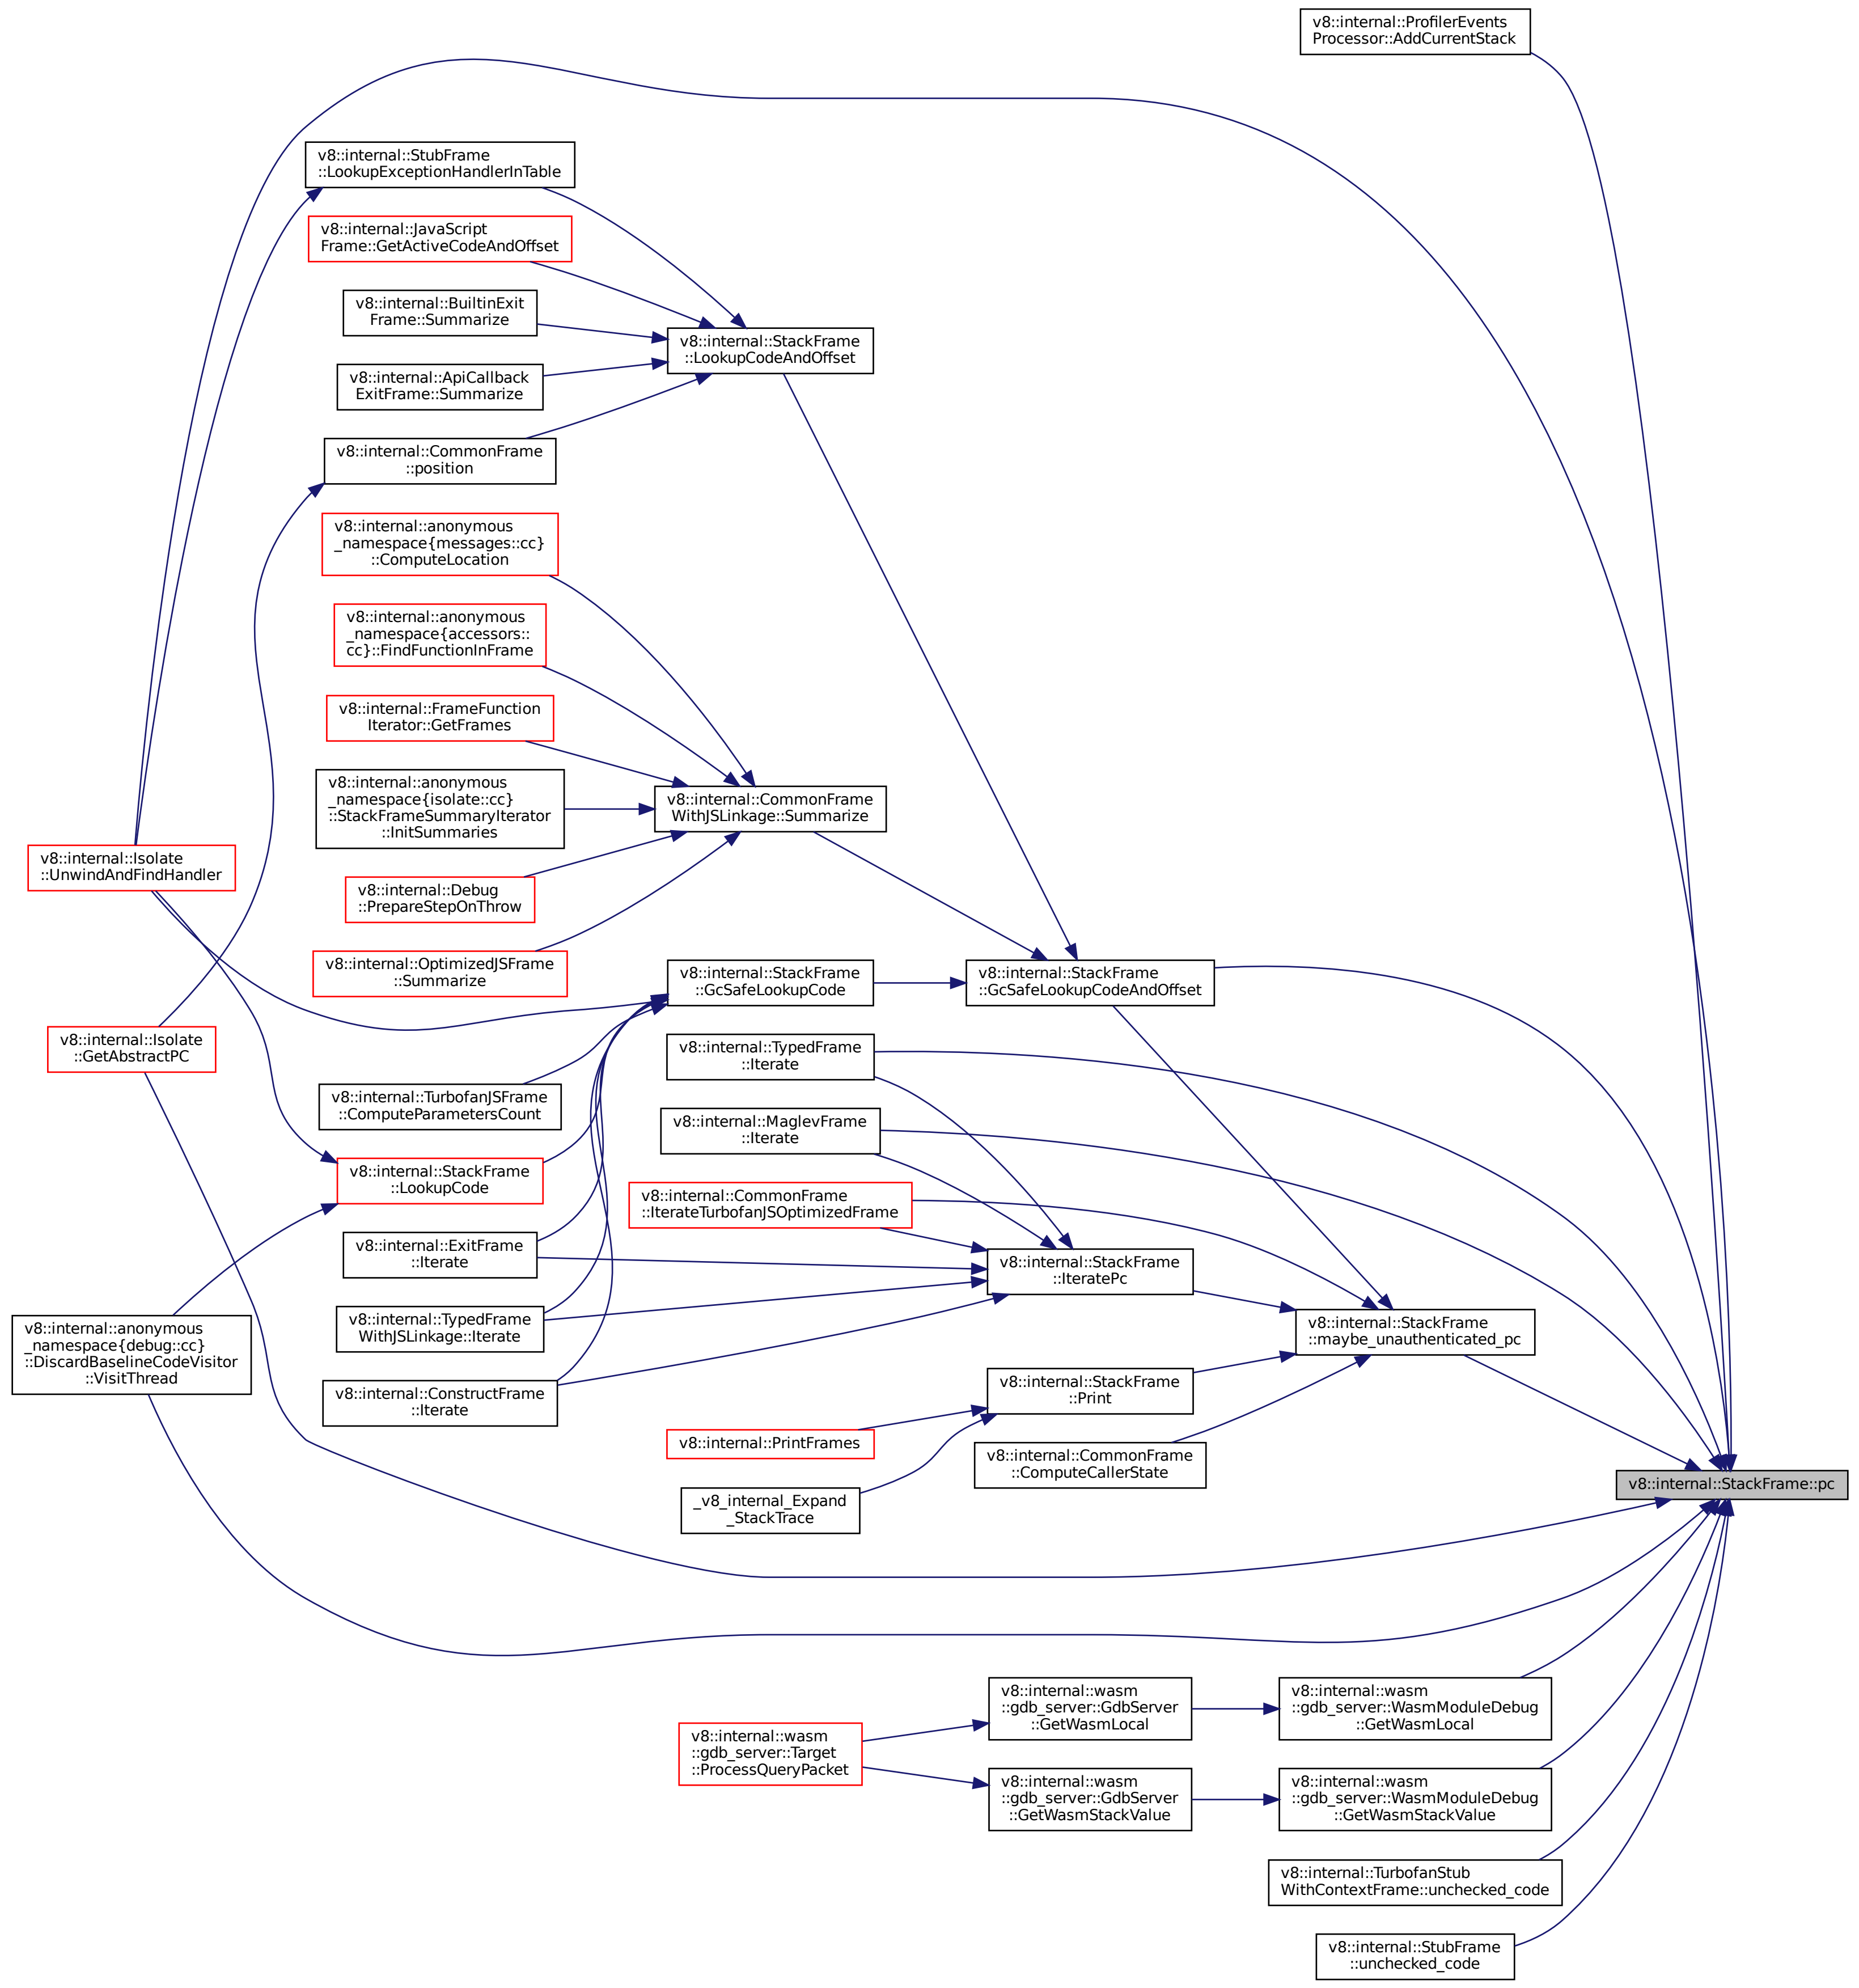 v8::internal::ProfilerEvents
Processor::AddCurrentStack
v8::internal::StubFrame
::LookupExceptionHandlerInTable
v8::internal::JavaScript
Frame::GetActiveCodeAndOffset
v8::internal::BuiltinExit
Frame::Summarize
v8::internal::StackFrame
::LookupCodeAndOffset
v8::internal::ApiCallback
ExitFrame::Summarize
v8::internal::CommonFrame
::position
v8::internal::anonymous
_namespace{messages::cc}
::ComputeLocation
v8::internal::anonymous
_namespace{accessors::
cc}::FindFunctionInFrame
v8::internal::FrameFunction
Iterator::GetFrames
v8::internal::anonymous
_namespace{isolate::cc}
::StackFrameSummaryIterator
::InitSummaries
v8::internal::CommonFrame
WithJSLinkage::Summarize
v8::internal::Isolate
::UnwindAndFindHandler
v8::internal::Debug
::PrepareStepOnThrow
v8::internal::OptimizedJSFrame
::Summarize
v8::internal::StackFrame
::GcSafeLookupCode
v8::internal::StackFrame
::GcSafeLookupCodeAndOffset
v8::internal::Isolate
::GetAbstractPC
v8::internal::TypedFrame
::Iterate
v8::internal::TurbofanJSFrame
::ComputeParametersCount
v8::internal::MaglevFrame
::Iterate
v8::internal::StackFrame
::LookupCode
v8::internal::CommonFrame
::IterateTurbofanJSOptimizedFrame
v8::internal::ExitFrame
::Iterate
v8::internal::StackFrame
::IteratePc
v8::internal::anonymous
_namespace{debug::cc}
::DiscardBaselineCodeVisitor
::VisitThread
v8::internal::TypedFrame
WithJSLinkage::Iterate
v8::internal::StackFrame
::maybe_unauthenticated_pc
v8::internal::ConstructFrame
::Iterate
v8::internal::StackFrame
::Print
v8::internal::PrintFrames
v8::internal::CommonFrame
::ComputeCallerState
v8::internal::StackFrame::pc
_v8_internal_Expand
_StackTrace
v8::internal::wasm
::gdb_server::GdbServer
::GetWasmLocal
v8::internal::wasm
::gdb_server::WasmModuleDebug
::GetWasmLocal
v8::internal::wasm
::gdb_server::Target
::ProcessQueryPacket
v8::internal::wasm
::gdb_server::GdbServer
::GetWasmStackValue
v8::internal::wasm
::gdb_server::WasmModuleDebug
::GetWasmStackValue
v8::internal::TurbofanStub
WithContextFrame::unchecked_code
v8::internal::StubFrame
::unchecked_code